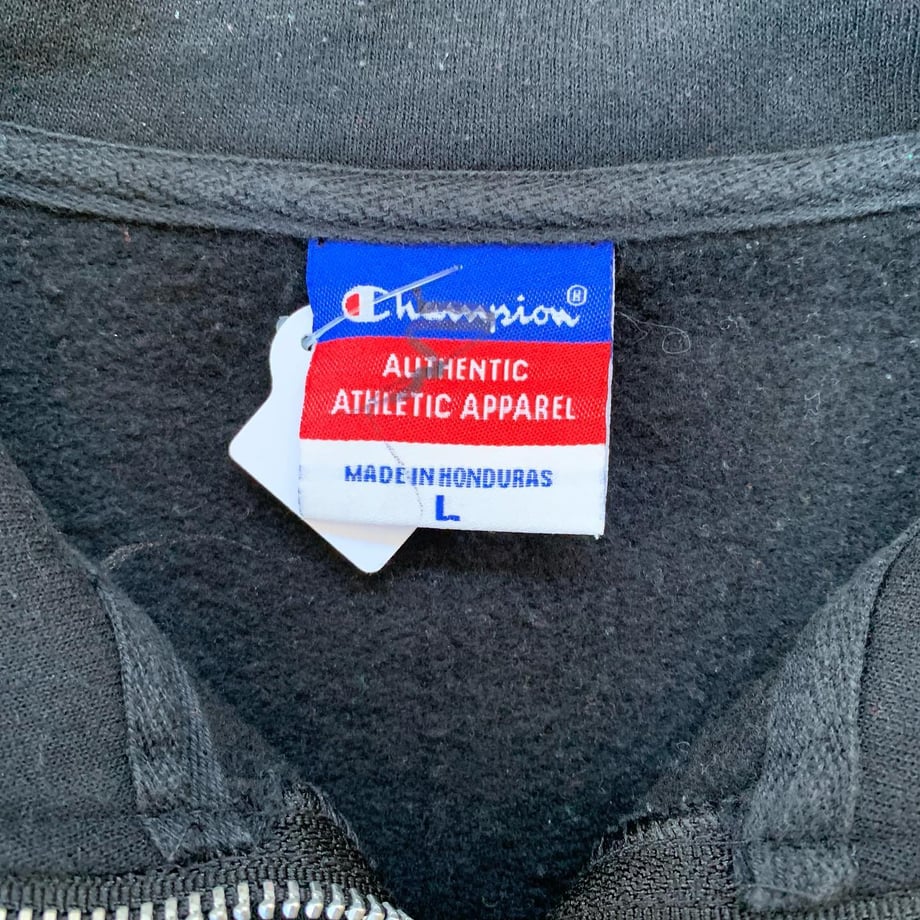 Champion®
AUTHENTIC
ATHLETIC APPAREL
MADE IN HONDURAS
L